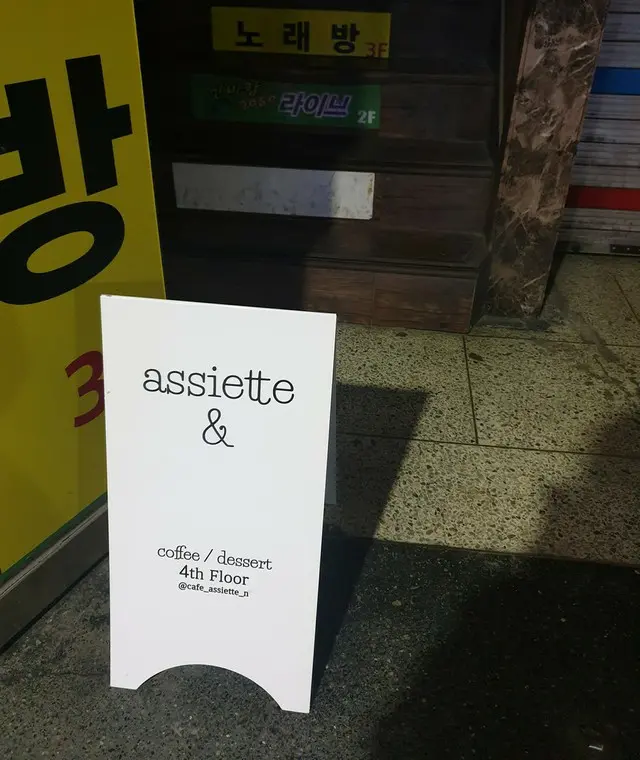 노래방 3F
라이브 2F
방
3
assiette
&
coffee / dessert
4th Floor
@cafe_assiette_n